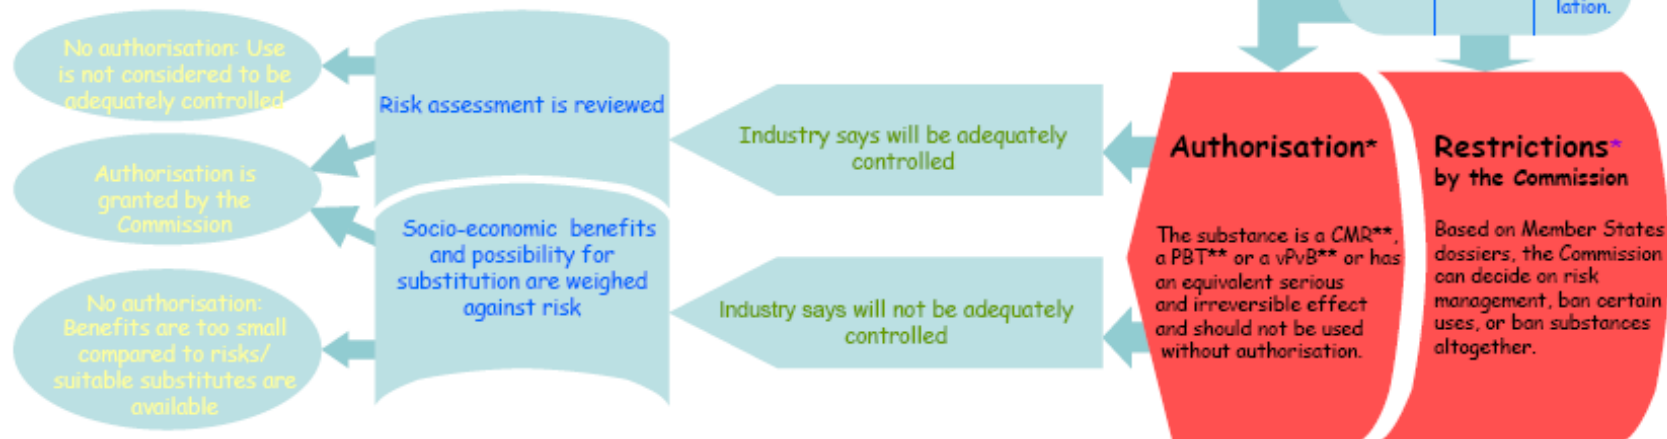 lation.
No authorisation: Use
is not considered to be
adequately controlled
Authorisation is
granted by the
Commission
No authorisation:
Benefits are too small
compared to risks/
suitable substitutes are
available
Risk assessment is reviewed
Socio-economic benefits
and possibility for
substitution are weighed
against risk
Industry says will be adequately
controlled
Industry says will not be adequately
controlled
Authorisation*
The substance is a CMR**,
a PBT** or a vPvB** or has
an equivalent serious
and irreversible effect
and should not be used
without authorisation.
Restrictions*
by the Commission
Based on Member States
dossiers, the Commission
can decide on risk
management, ban certain
uses, or ban substances
altogether.